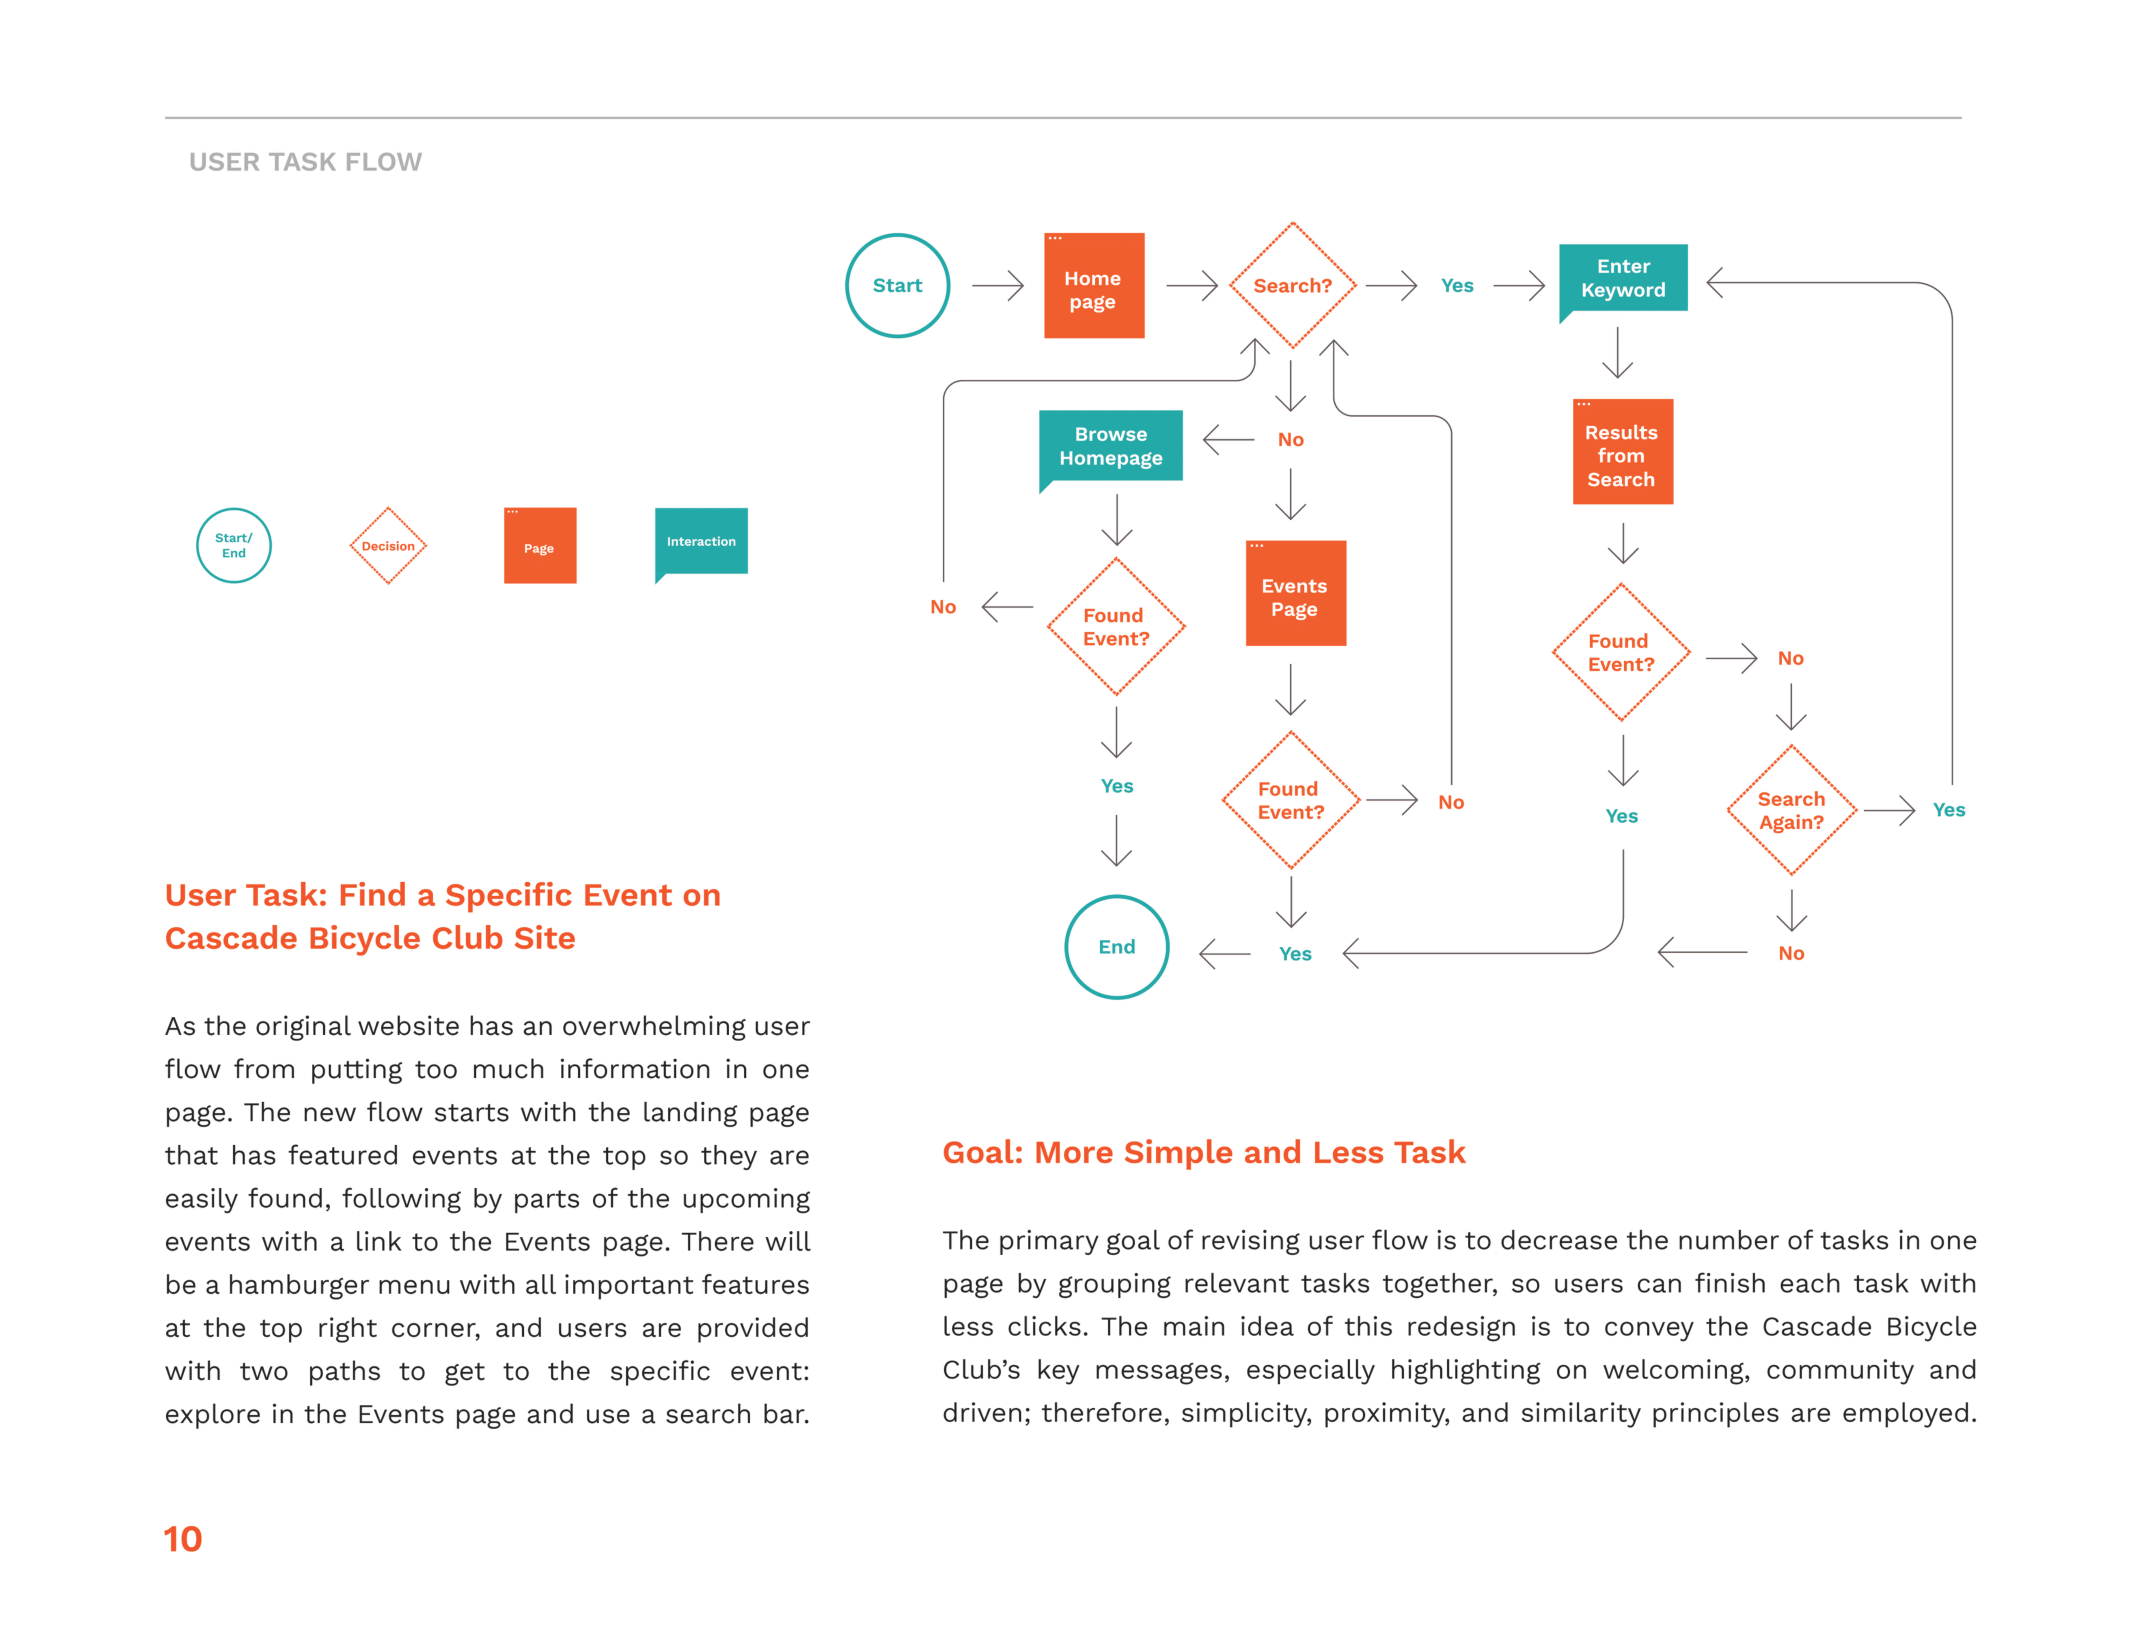 USER TASK FLOW
Start
Home
page
Search?
Yes
Enter
Keyword
Browse
Homepage
No
Results
from
Search
Start/
End
Decision
Page
Interaction
No
Found
Event?
Events
Page
Found
Event?
No
Yes
Found
Event?
No
Yes
Search
Again?
Yes
End
Yes
No
User Task: Find a Specific Event on
Cascade Bicycle Club Site
As the original website has an overwhelming user
flow from putting too much information in one
page. The new flow starts with the landing page
that has featured events at the top so they are
easily found, following by parts of the upcoming
events with a link to the Events page. There will
be a hamburger menu with all important features
at the top right corner, and users are provided
with two paths to get to the specific event:
explore in the Events page and use a search bar.
Goal: More Simple and Less Task
The primary goal of revising user flow is to decrease the number of tasks in one
page by grouping relevant tasks together, so users can finish each task with
less clicks. The main idea of this redesign is to convey the Cascade Bicycle
Club’s key messages, especially highlighting on welcoming, community and
driven; therefore, simplicity, proximity, and similarity principles are employed.
10